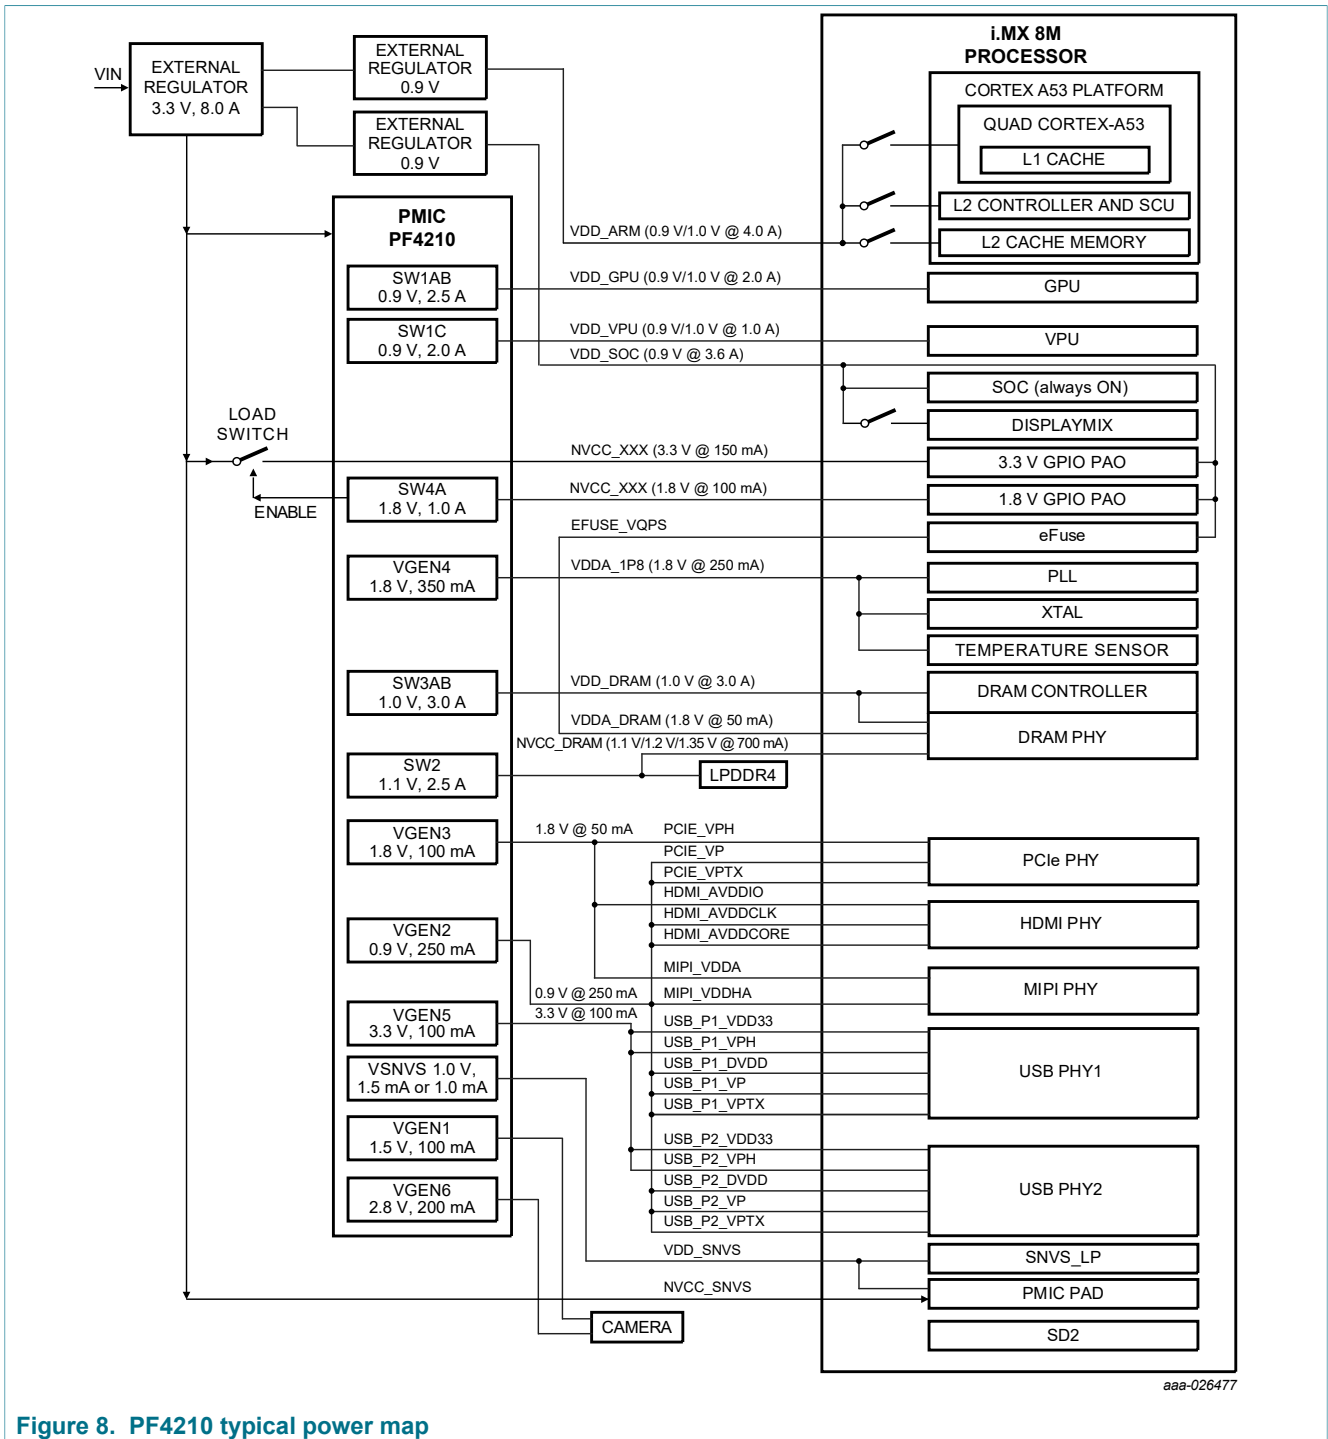 VIN
EXTERNAL
REGULATOR
3.3 V, 8.0 A
EXTERNAL
REGULATOR
0.9 V
EXTERNAL
REGULATOR
0.9 V
LOAD
SWITCH
ENABLE
PMIC
PF4210
SW1AB
0.9 V, 2.5 A
SW1C
0.9 V, 2.0 A
SW4A
1.8 V, 1.0 A
VGEN4
1.8 V, 350 mA
SW3AB
1.0 V, 3.0 A
SW2
1.1 V, 2.5 A
VGEN3
1.8 V, 100 mA
VGEN2
0.9 V, 250 mA
VGEN5
3.3 V, 100 mA
VSNVS 1.0 V,
1.5 mA or 1.0 mA
VGEN1
1.5 V, 100 mA
VGEN6
2.8 V, 200 mA
VDD_ARM (0.9 V/1.0 V @ 4.0 A)
VDD_GPU (0.9 V/1.0 V @ 2.0 A)
VDD_VPU (0.9 V/1.0 V @ 1.0 A)
VDD_SOC (0.9 V @ 3.6 A)
NVCC_XXX (3.3 V @ 150 mA)
NVCC_XXX (1.8 V @ 100 mA)
EFUSE_VQPS
VDDA_1P8 (1.8 V @ 250 mA)
VDD_DRAM (1.0 V @ 3.0 A)
VDDA_DRAM (1.8 V @ 50 mA)
NVCC_DRAM (1.1 V/1.2 V/1.35 V @ 700 mA)
LPDDR4
1.8 V @ 50 mA
PCIE_VPH
PCIE_VP
PCIE_VPTX
HDMI_AVDDIO
HDMI_AVDDCLK
HDMI_AVDDCORE
MIPI_VDDA
0.9 V @ 250 mA
MIPI_VDDHA
3.3 V @ 100 mA
USB_P1_VDD33
USB_P1_VPH
USB_P1_DVDD
USB_P1_VP
USB_P1_VPTX
USB_P2_VDD33
USB_P2_VPH
USB_P2_DVDD
USB_P2_VP
USB_P2_VPTX
VDD_SNVS
NVCC_SNVS
CAMERA
i.MX 8M
PROCESSOR
CORTEX A53 PLATFORM
QUAD CORTEX-A53
L1 CACHE
L2 CONTROLLER AND SCU
L2 CACHE MEMORY
GPU
VPU
SOC (always ON)
DISPLAYMIX
3.3 V GPIO PAO
1.8 V GPIO PAO
eFuse
PLL
XTAL
TEMPERATURE SENSOR
DRAM CONTROLLER
DRAM PHY
PCIe PHY
HDMI PHY
MIPI PHY
USB PHY1
USB PHY2
SNVS_LP
PMIC PAD
SD2
aaa-026477
Figure 8. PF4210 typical power map